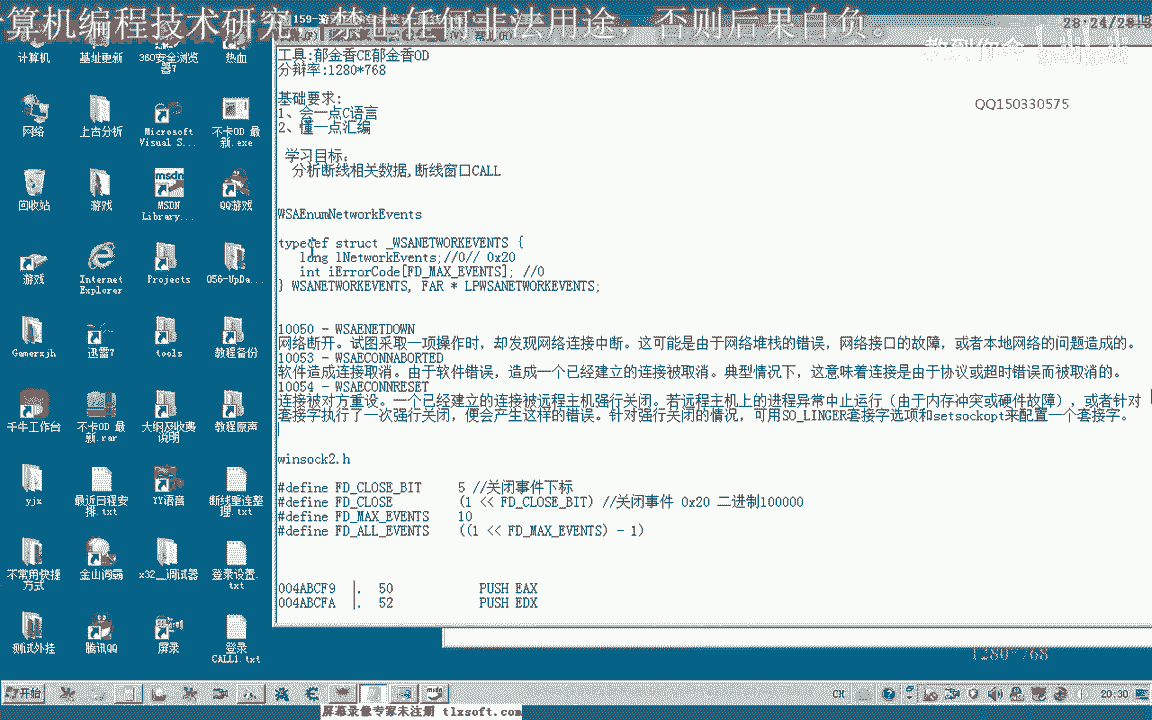 算机编程技术研究，禁止任何非法用途，否则后果自负。
28:24/28:4
QQ150330575
计算机
基址更新
360安全浏览器7
热血
网络
上古分析
Microsoft Visual S...
不卡OD 最新.exe
回收站
游戏
MSDN Library...
QQ游戏
游戏
Internet Explorer
Projects
056-UpDa...
Gamerxjh
迅雷7
tools
教程备份
千牛工作台
不卡OD 最新.rar
大纲及收费说明
教程原声
yjx
最近日程安排.txt
YY语音
断线重连整理.txt
不常用快捷方式
金山词霸
x32__调试器
登录设置.txt
测试外挂
腾讯QQ
屏录
登录CALL1.txt
工具:郁金香CE郁金香OD
分辩率:1280*768
基础要求:
1、会一点C语言
2、懂一点汇编
学习目标:
分析断线相关数据,断线窗口CALL
WSAEnumNetworkEvents
typedef struct _WSANETWORKEVENTS {
long lNetworkEvents;//0// 0x20
int iErrorCode[FD_MAX_EVENTS]; //0
} WSANETWORKEVENTS, FAR * LPWSANETWORKEVENTS;
10050 - WSAENETDOWN
网络断开。试图采取一项操作时，却发现网络连接中断。这可能是由于网络堆栈的错误，网络接口的故障，或者本地网络的问题造成的。
10053 - WSAECONNABORTED
软件造成连接取消。由于软件错误，造成一个已经建立的连接被取消。典型情况下，这意味着连接是由于协议或超时错误而被取消的。
10054 - WSAECONNRESET
连接被对方重设。一个已经建立的连接被远程主机强行关闭。若远程主机上的进程异常中止运行（由于内存冲突或硬件故障），或者针对
套接字执行了一次强行关闭，便会产生这样的错误。针对强行关闭的情况，可用SO_LINGER套接字选项和setsockopt来配置一个套接字。
winsock2.h
#define FD_CLOSE_BIT 5 //关闭事件下标
#define FD_CLOSE (1 << FD_CLOSE_BIT) //关闭事件 0x20 二进制100000
#define FD_MAX_EVENTS 10
#define FD_ALL_EVENTS ((1 << FD_MAX_EVENTS) - 1)
004ABCF9 |. 50 PUSH EAX
004ABCFA |. 52 PUSH EDX
1280*768
开始
CH
20:30
屏幕录像专家未注册 tlxsoft.com